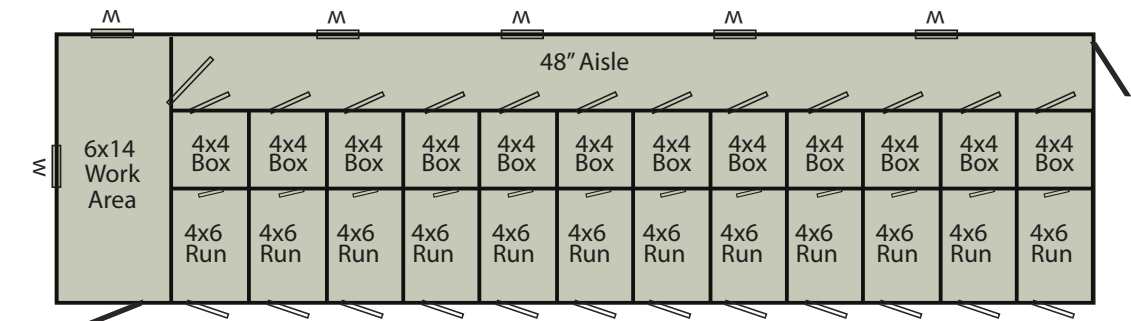 W W W W W
48” Aisle
4x4 4x4 4x4 4x4 4x4 4x4 4x4 4x4 4x4 4x4 4x4 4x4
Box Box Box Box Box Box Box Box Box Box Box Box
W
6x14
Work
Area
4x6 4x6 4x6 4x6 4x6 4x6 4x6 4x6 4x6 4x6 4x6 4x6
Run Run Run Run Run Run Run Run Run Run Run Run